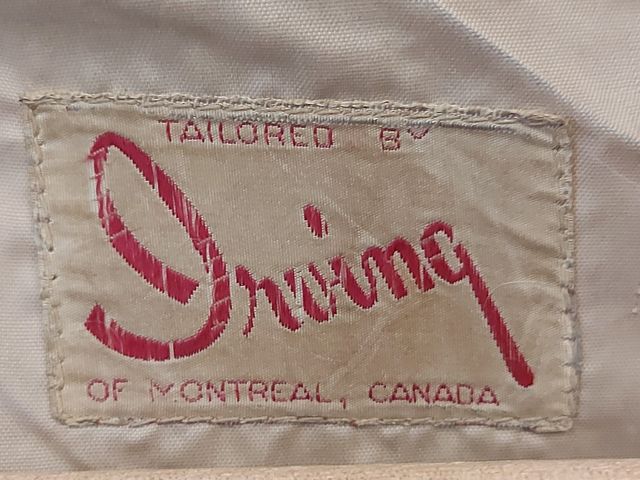 TAILORED BY
Irving
OF MONTREAL, CANADA